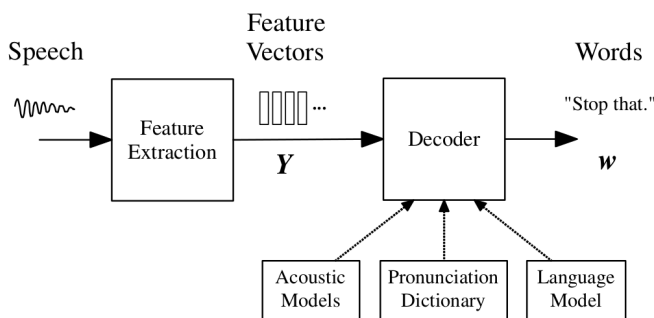 Speech
Feature
Vectors
Words
...
"Stop that."
Feature
Extraction
Decoder
Y
w
Acoustic
Models
Pronunciation
Dictionary
Language
Model